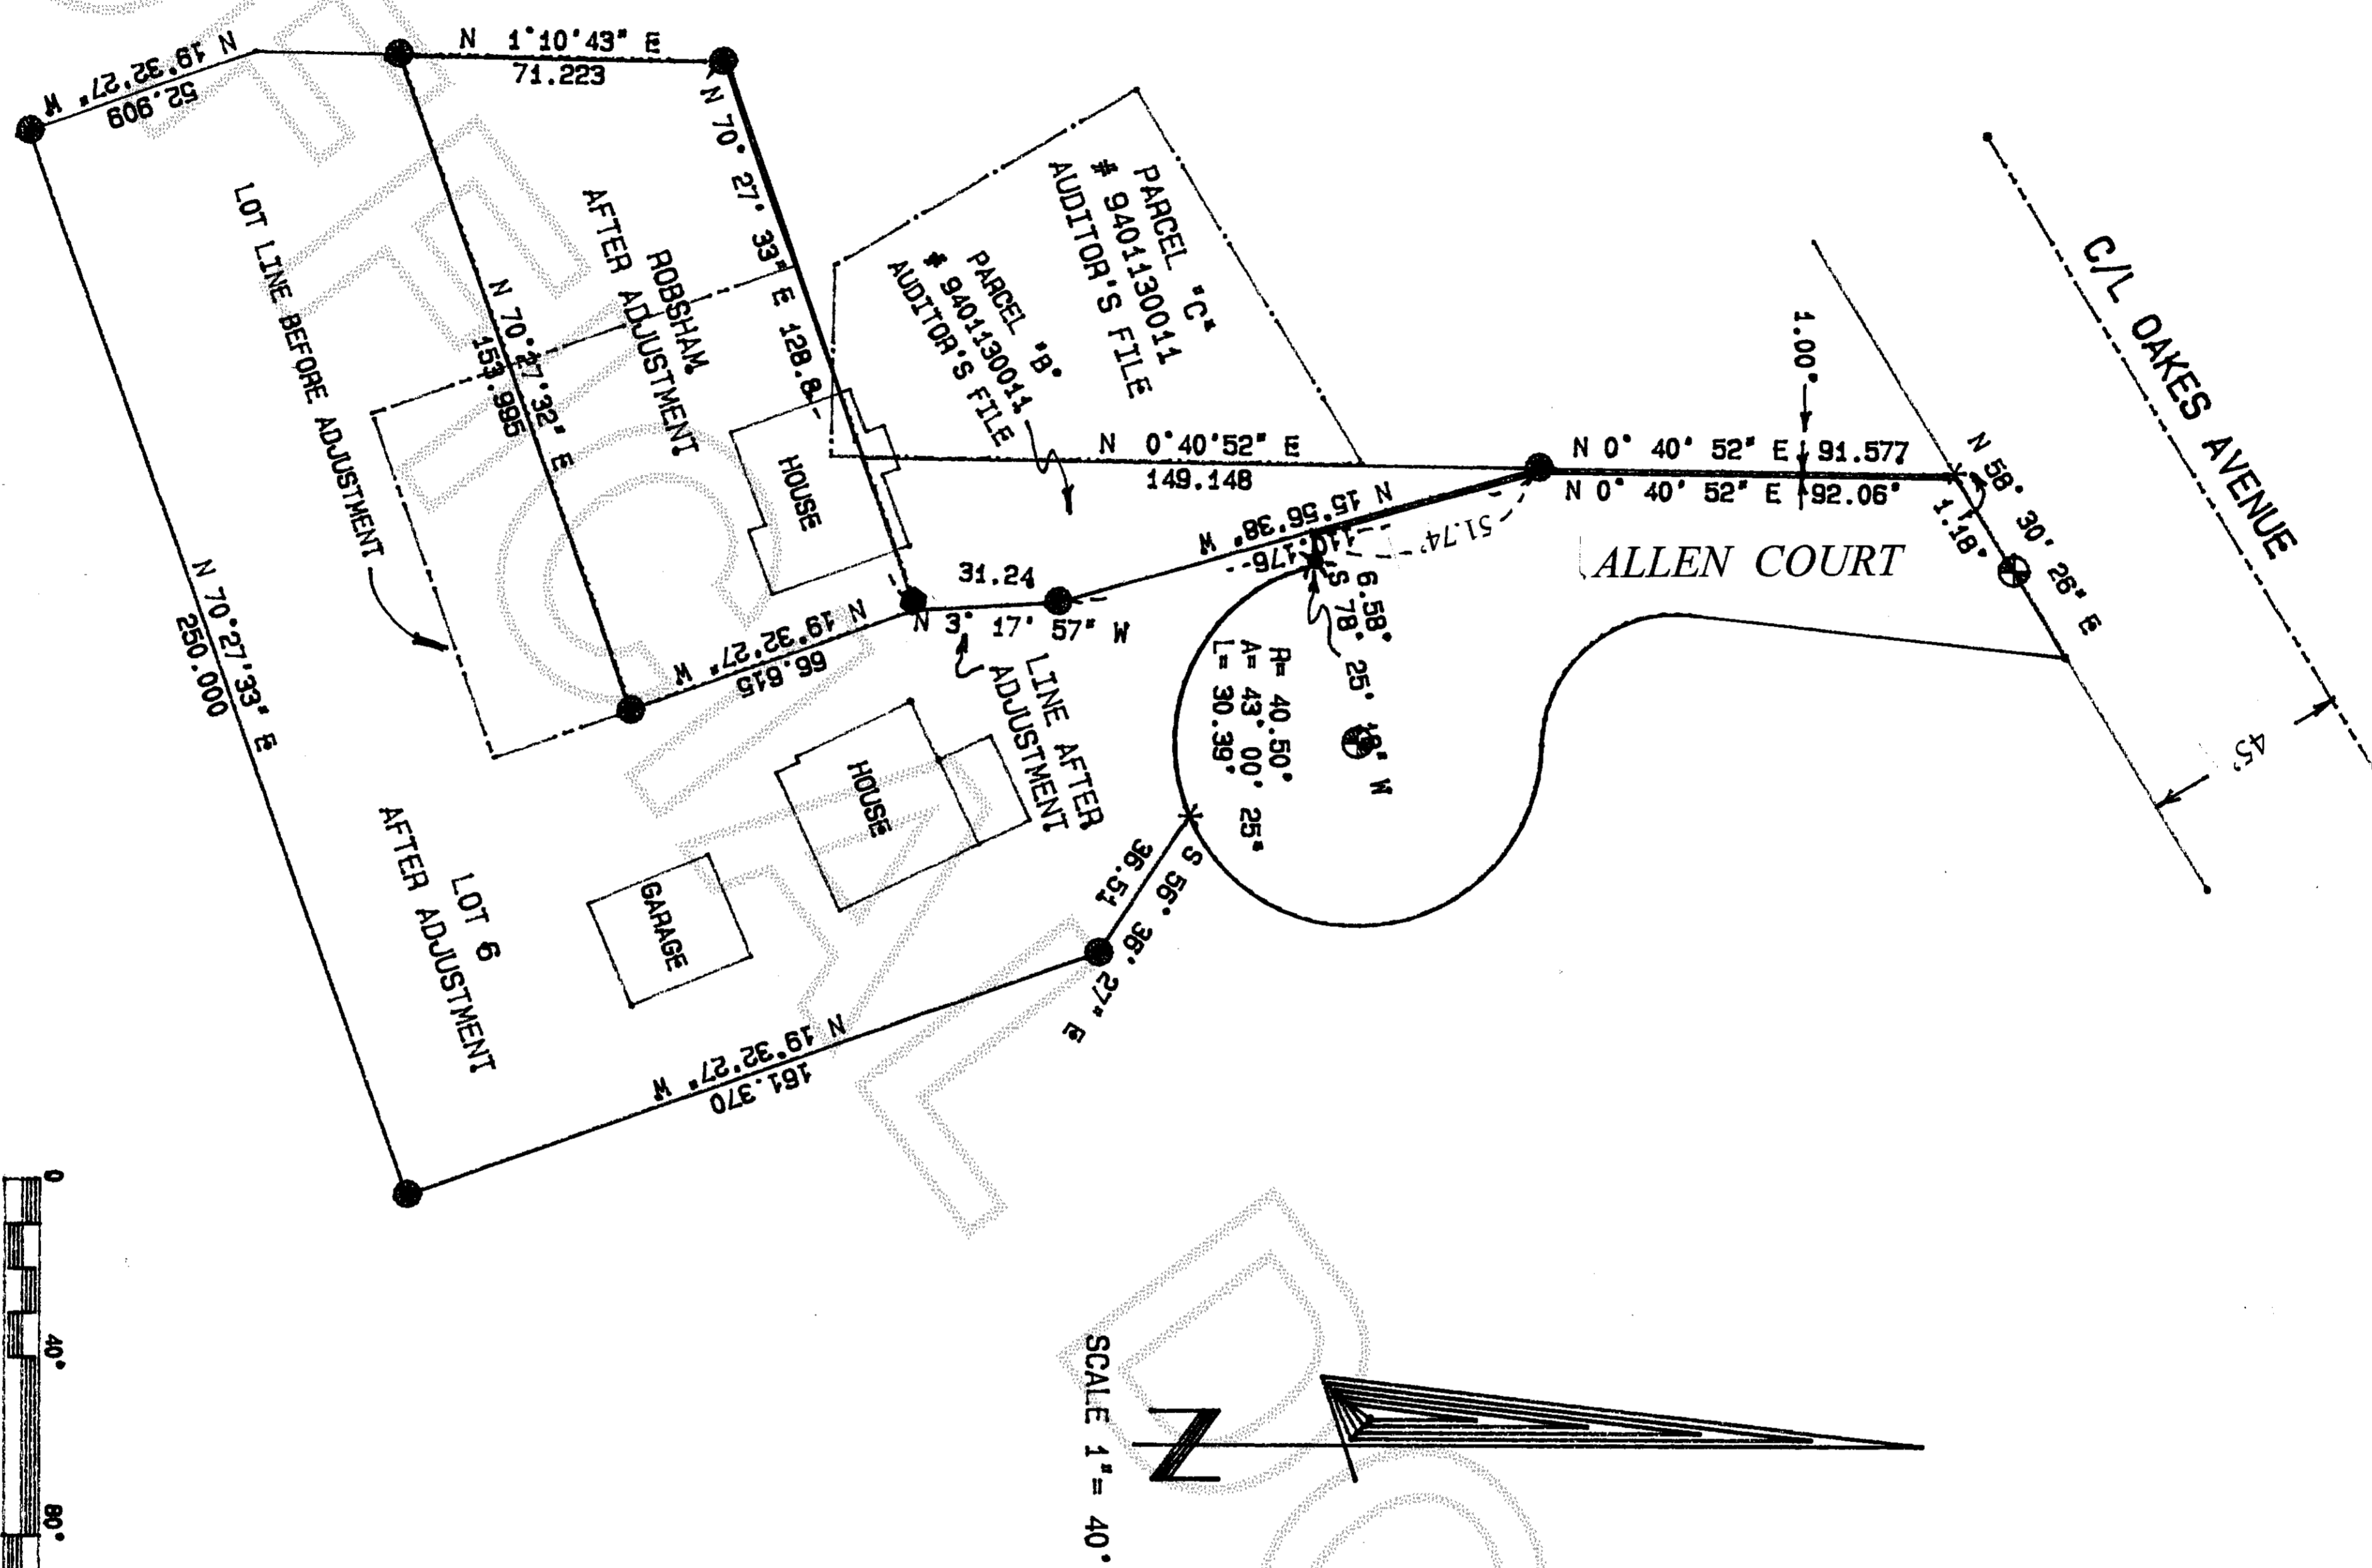 N 19°32'27" W
52.909
N 1°10'43" E
71.223
N 70° 27' 33" E 128.8
PARCEL "C"
# 9401130011
AUDITOR'S FILE
PARCEL "B"
# 9401130011
AUDITOR'S FILE
C/L OAKES AVENUE
1.00'
N 0° 40' 52" E 91.577
N 0° 40' 52" E 92.06'
N 58° 30' 26" E
1.18'
ALLEN COURT
45'
N 0°40'52" E
149.148
N 15°56'38" W
110.176
51.74'
6.58'
S 78° 25' 18" W
R= 40.50'
A= 43° 00' 25"
L= 30.39'
31.24
N 3° 17' 57" W
LINE AFTER
ADJUSTMENT
ROBSHAM
AFTER ADJUSTMENT
HOUSE
N 70°27'32" E
153.995
LOT LINE BEFORE ADJUSTMENT
N 19°32'27" W
66.615
HOUSE
GARAGE
S 56° 36' 27" E
36.51
N 70°27'33" E
250.000
LOT 6
AFTER ADJUSTMENT
N 19°32'27" W
161.370
SCALE 1"= 40'
N
0
40'
80'